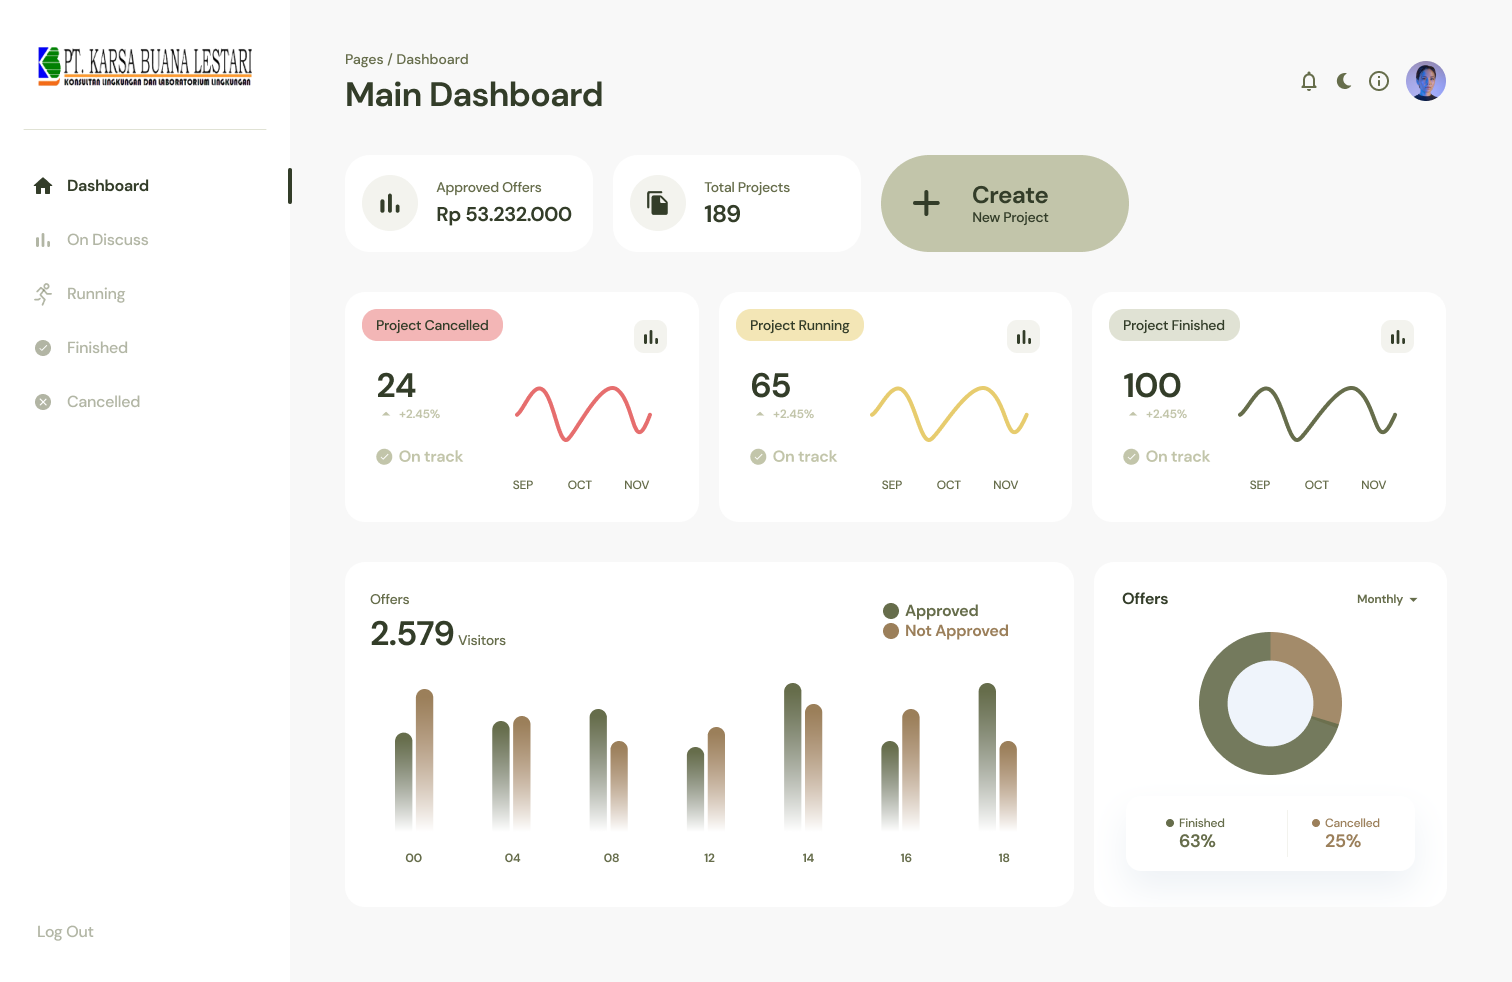 PT. KARSA BUANA LESTARI
KONSULTAN LINGKUNGAN DAN LABORATORIUM LINGKUNGAN
Dashboard
On Discuss
Running
Finished
Cancelled
Log Out
Pages / Dashboard
Main Dashboard
Approved Offers
Rp 53.232.000
Total Projects
189
Create
New Project
Project Cancelled
24
+2.45%
On track
SEP OCT NOV
Project Running
65
+2.45%
On track
SEP OCT NOV
Project Finished
100
+2.45%
On track
SEP OCT NOV
Offers
2.579 Visitors
Approved
Not Approved
00 04 08 12 14 16 18
Offers
Monthly
Finished
63%
Cancelled
25%